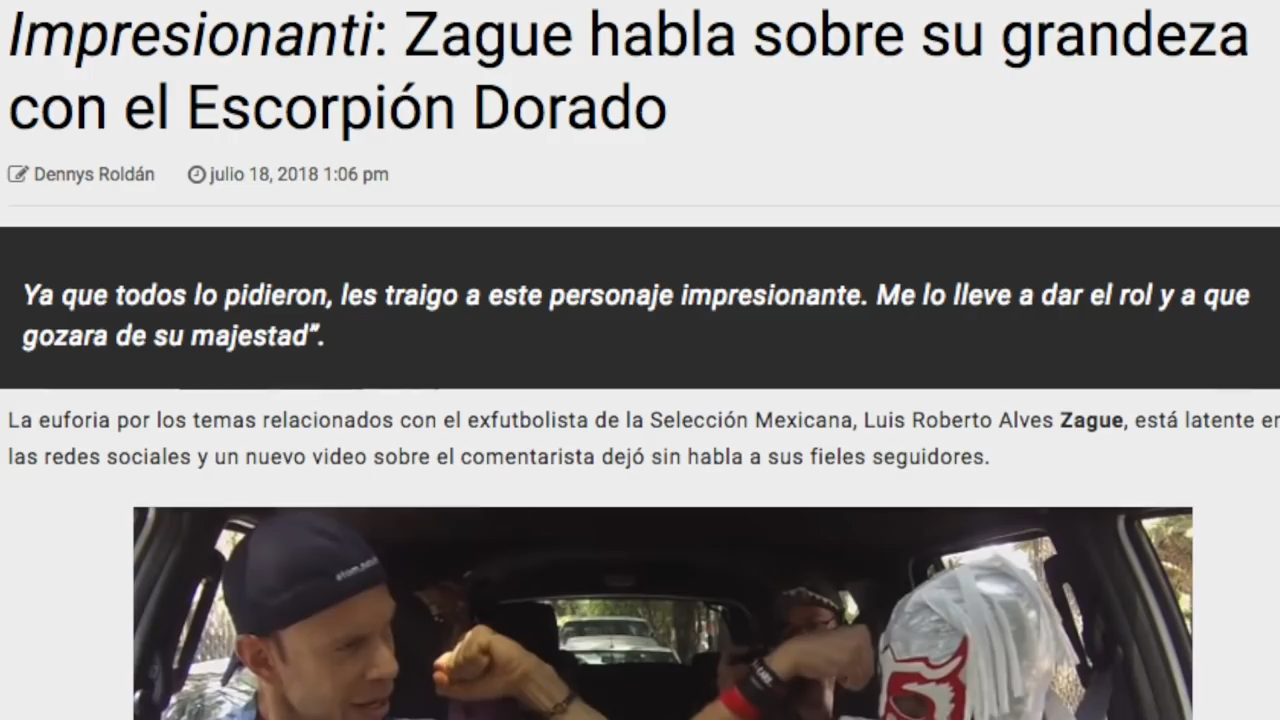 Impresionanti: Zague habla sobre su grandeza
con el Escorpión Dorado
Dennys Roldán julio 18, 2018 1:06 pm
Ya que todos lo pidieron, les traigo a este personaje impresionante. Me lo lleve a dar el rol y a que
gozara de su majestad”.
La euforia por los temas relacionados con el exfutbolista de la Selección Mexicana, Luis Roberto Alves Zague, está latente en
las redes sociales y un nuevo video sobre el comentarista dejó sin habla a sus fieles seguidores.